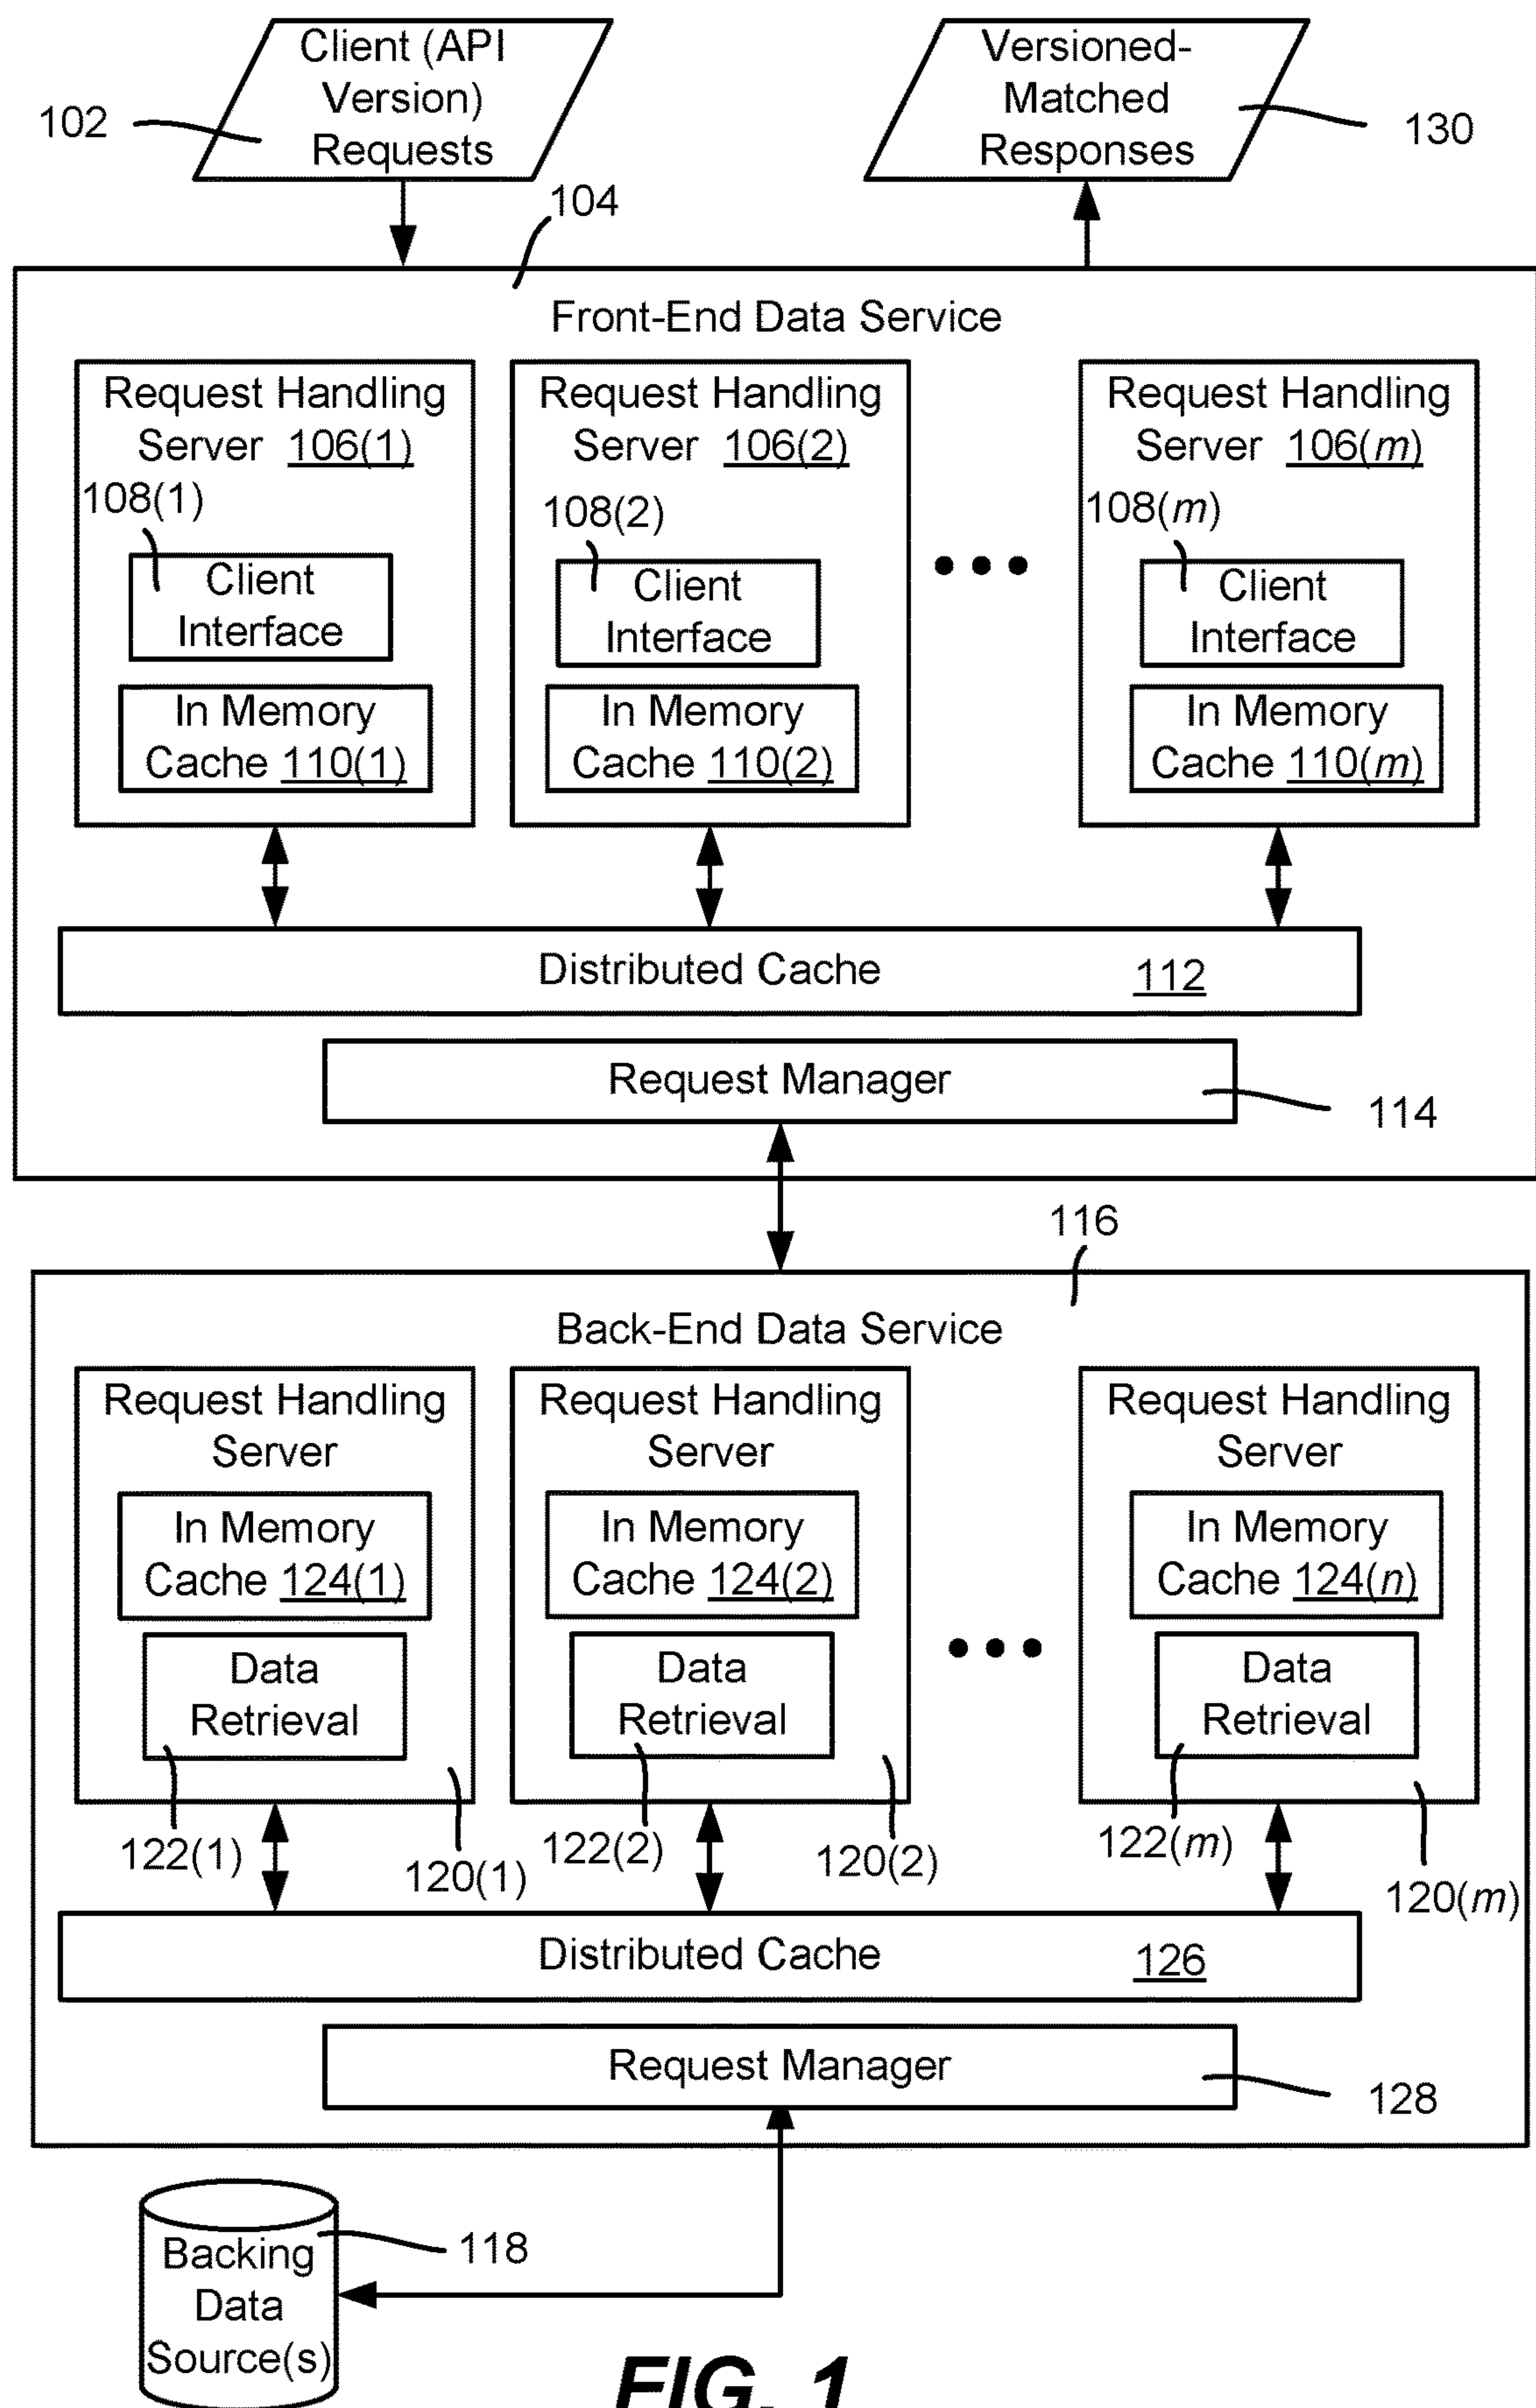 Client (API
Version)
Requests
102
Versioned-
Matched
Responses
130
104
Front-End Data Service
Request Handling
Server 106(1)
108(1)
Client
Interface
In Memory
Cache 110(1)
Request Handling
Server 106(2)
108(2)
Client
Interface
In Memory
Cache 110(2)
Request Handling
Server 106(m)
108(m)
Client
Interface
In Memory
Cache 110(m)
Distributed Cache 112
Request Manager
114
116
Back-End Data Service
Request Handling
Server
In Memory
Cache 124(1)
Data
Retrieval
122(1)
120(1)
Request Handling
Server
In Memory
Cache 124(2)
Data
Retrieval
122(2)
120(2)
Request Handling
Server
In Memory
Cache 124(n)
Data
Retrieval
122(m)
120(m)
Distributed Cache 126
Request Manager
128
Backing
Data
Source(s)
118
FIG. 1